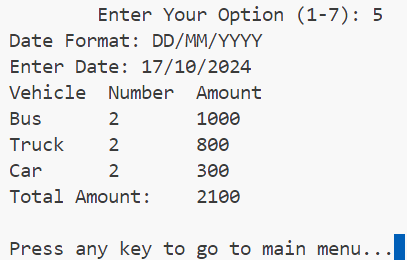 Enter Your Option (1-7): 5
Date Format: DD/MM/YYYY
Enter Date: 17/10/2024
Vehicle  Number  Amount
Bus      2       1000
Truck    2       800
Car      2       300
Total Amount:    2100
Press any key to go to main menu...